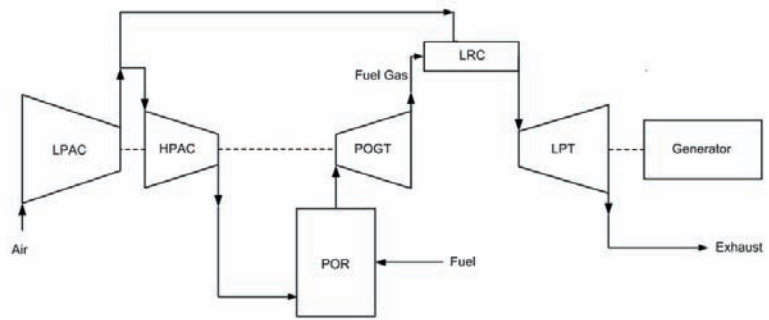 LRC
Fuel Gas
LPAC
HPAC
POGT
LPT
Generator
Air
POR
Fuel
Exhaust